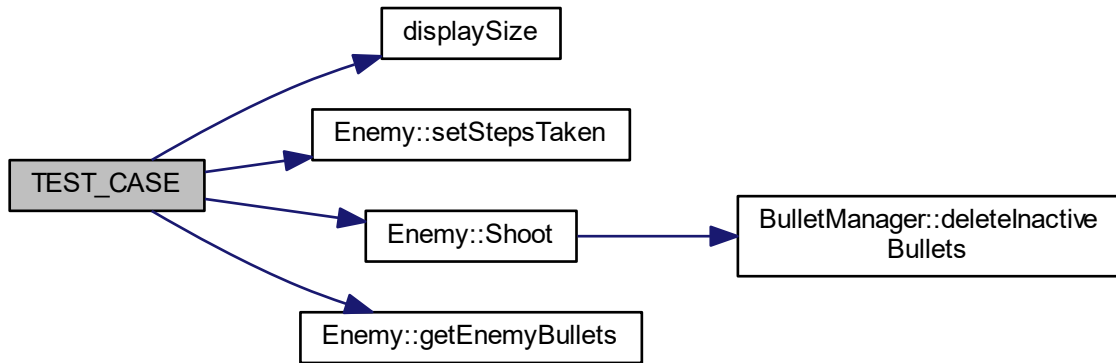 displaySize
Enemy::setStepsTaken
TEST_CASE
Enemy::Shoot
BulletManager::deleteInactive
Bullets
Enemy::getEnemyBullets